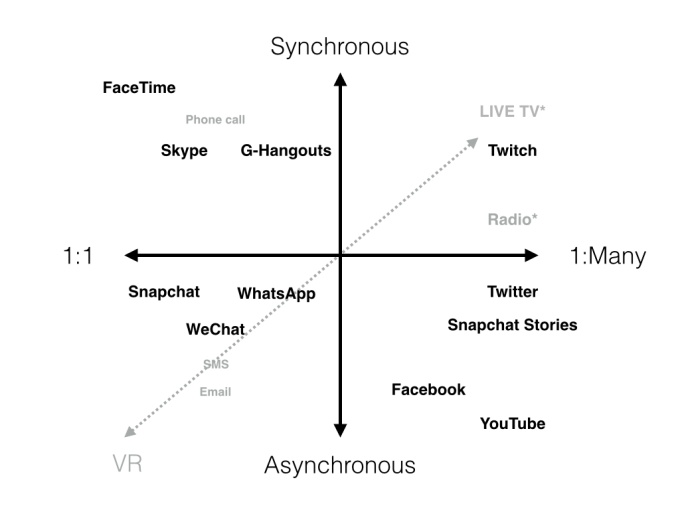 Synchronous
FaceTime
LIVE TV*
Phone call
Skype
G-Hangouts
Twitch
Radio*
1:1
1:Many
Snapchat
WhatsApp
Twitter
WeChat
Snapchat Stories
SMS
Email
Facebook
YouTube
VR
Asynchronous